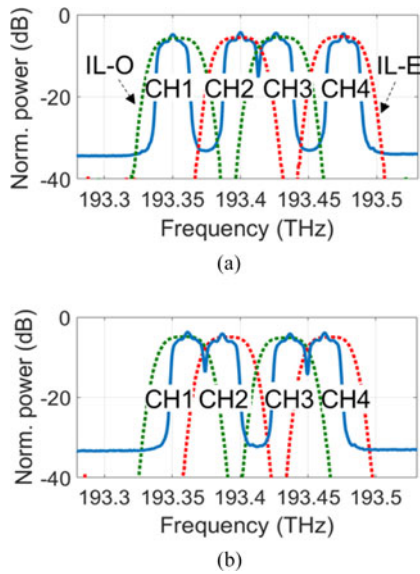 Norm. power (dB)
0
-20
-40
IL-O
IL-E
CH1 CH2 CH3 CH4
193.3 193.35 193.4 193.45 193.5
Frequency (THz)
(a)
Norm. power (dB)
0
-20
-40
CH1 CH2 CH3 CH4
193.3 193.35 193.4 193.45 193.5
Frequency (THz)
(b)